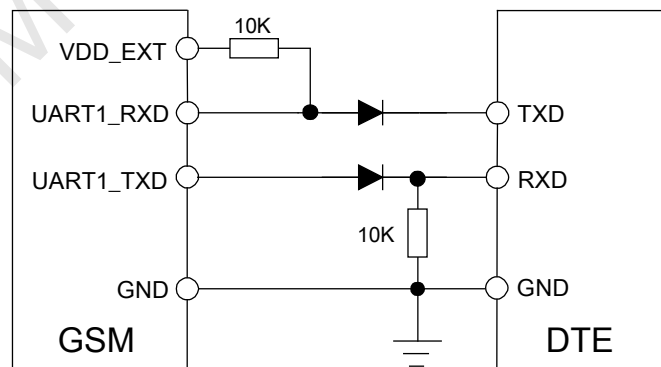 10K
VDD_EXT
UART1_RXD
TXD
UART1_TXD
RXD
10K
GND
GND
GSM
DTE